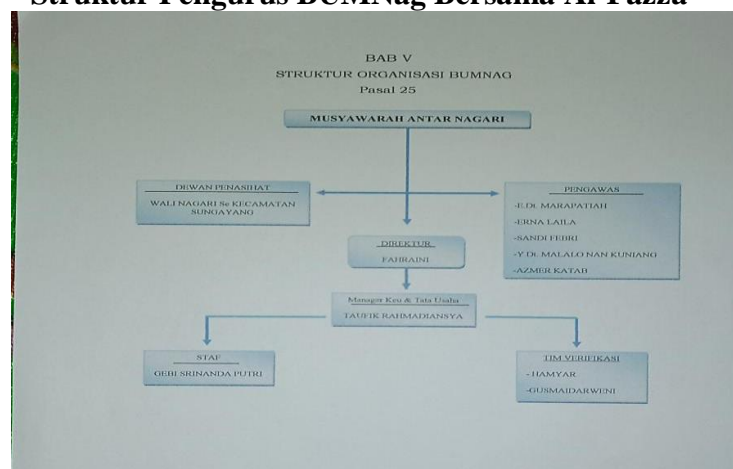 Struktur Pengurus BUMNag Bersama Al-Fazza
BAB V
STRUKTUR ORGANISASI BUMNAG
Pasal 25
MUSYAWARAH ANTAR NAGARI
DEWAN PENASIHAT
WALI NAGARI Se KECAMATAN
SUNGAYANG
PENGAWAS
-E.Dt. MARAPATIAH
-ERNA LAILA
-SANDI FEBRI
-Y Dt. MALALO NAN KUNIANG
-AZMER KATAB
DIREKTUR
FAHRAINI
Manager Keu & Tata Usaha
TAUFIK RAHMADIANSYA
STAF
GEBI SRINANDA PUTRI
TIM VERIFIKASI
- HAMYAR
-GUSMAIDARWENI